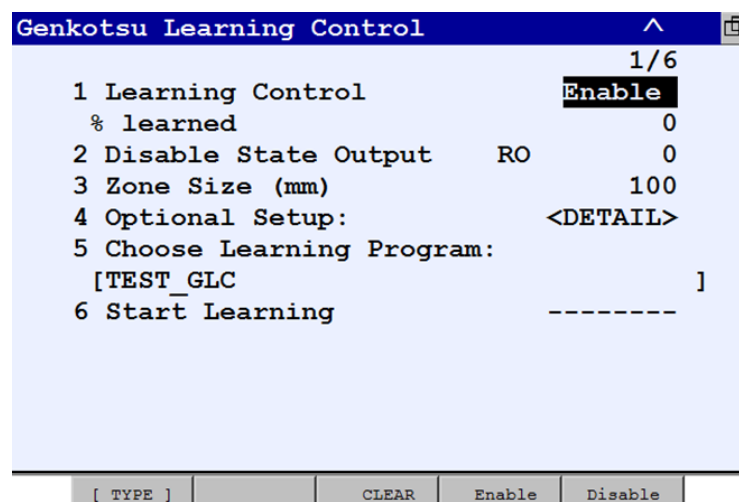 Genkotsu Learning Control ^
1/6
1 Learning Control Enable
% learned 0
2 Disable State Output RO 0
3 Zone Size (mm) 100
4 Optional Setup: <DETAIL>
5 Choose Learning Program:
[TEST_GLC ]
6 Start Learning --------
[ TYPE ] CLEAR Enable Disable